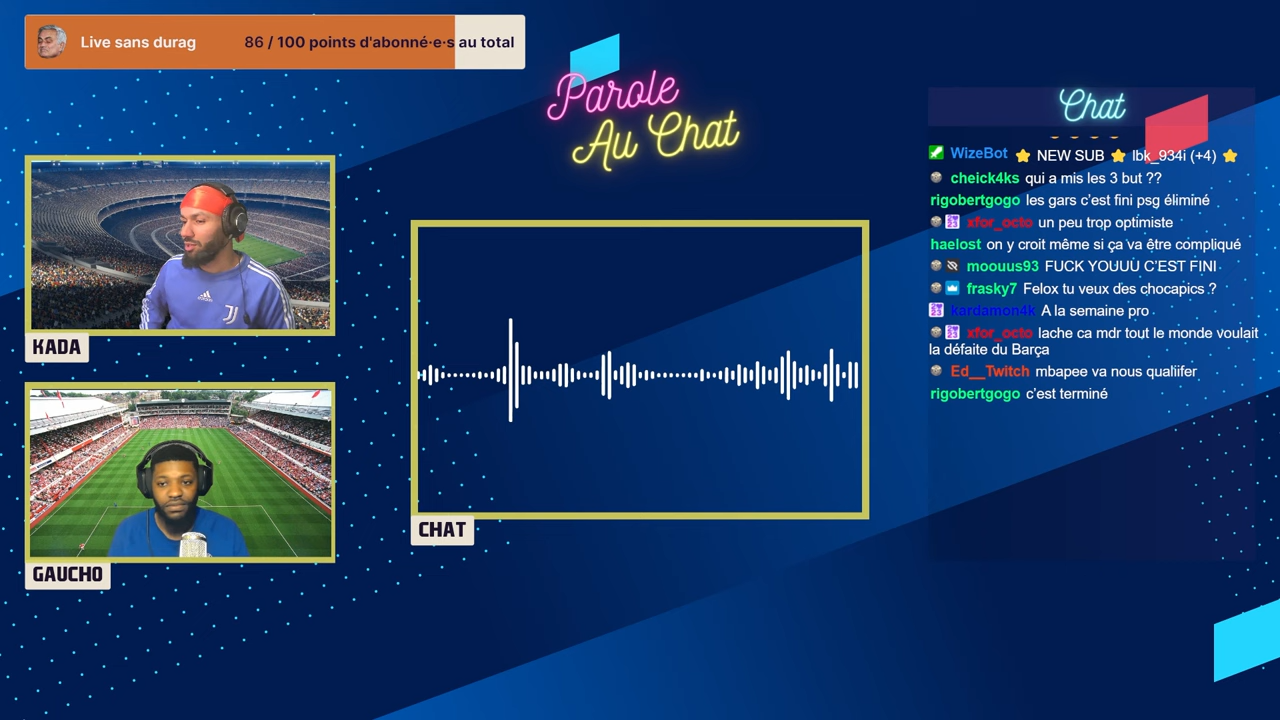 Live sans durag 86 / 100 points d'abonné·e·s au total
Parole
Au Chat
KADA
GAUCHO
CHAT
Chat
WizeBot NEW SUB lbk_934i (+4)
cheick4ks qui a mis les 3 but ??
rigobertgogo les gars c'est fini psg éliminé
xfor_octo un peu trop optimiste
haelost on y croit même si ça va être compliqué
moouus93 FUCK YOUUÙ C'EST FINI
frasky7 Felox tu veux des chocapics ?
kardamon4k A la semaine pro
xfor_octo lache ca mdr tout le monde voulait
la défaite du Barça
Ed__Twitch mbapee va nous qualiifer
rigobertgogo c'est terminé